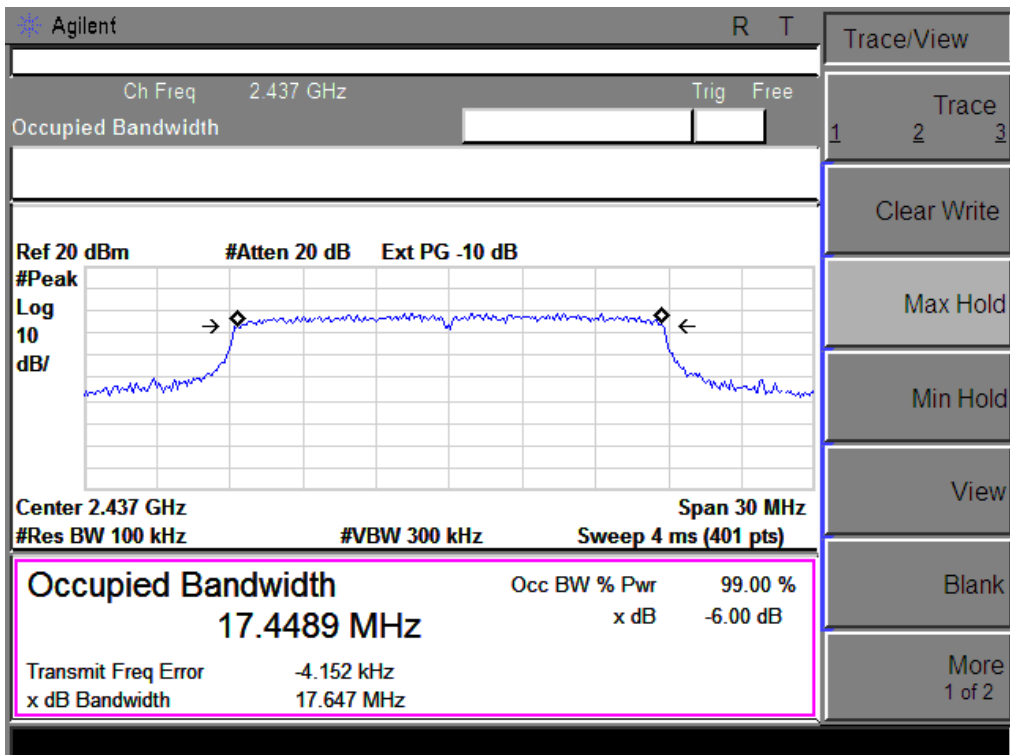 Agilent R T
Trace/View
Ch Freq 2.437 GHz Trig Free
Occupied Bandwidth
Trace
1 2 3
Clear Write
Max Hold
Min Hold
View
Blank
More
1 of 2
Ref 20 dBm #Atten 20 dB Ext PG -10 dB
#Peak
Log
10
dB/
Center 2.437 GHz Span 30 MHz
#Res BW 100 kHz #VBW 300 kHz Sweep 4 ms (401 pts)
Occupied Bandwidth Occ BW % Pwr 99.00 %
17.4489 MHz x dB -6.00 dB
Transmit Freq Error -4.152 kHz
x dB Bandwidth 17.647 MHz